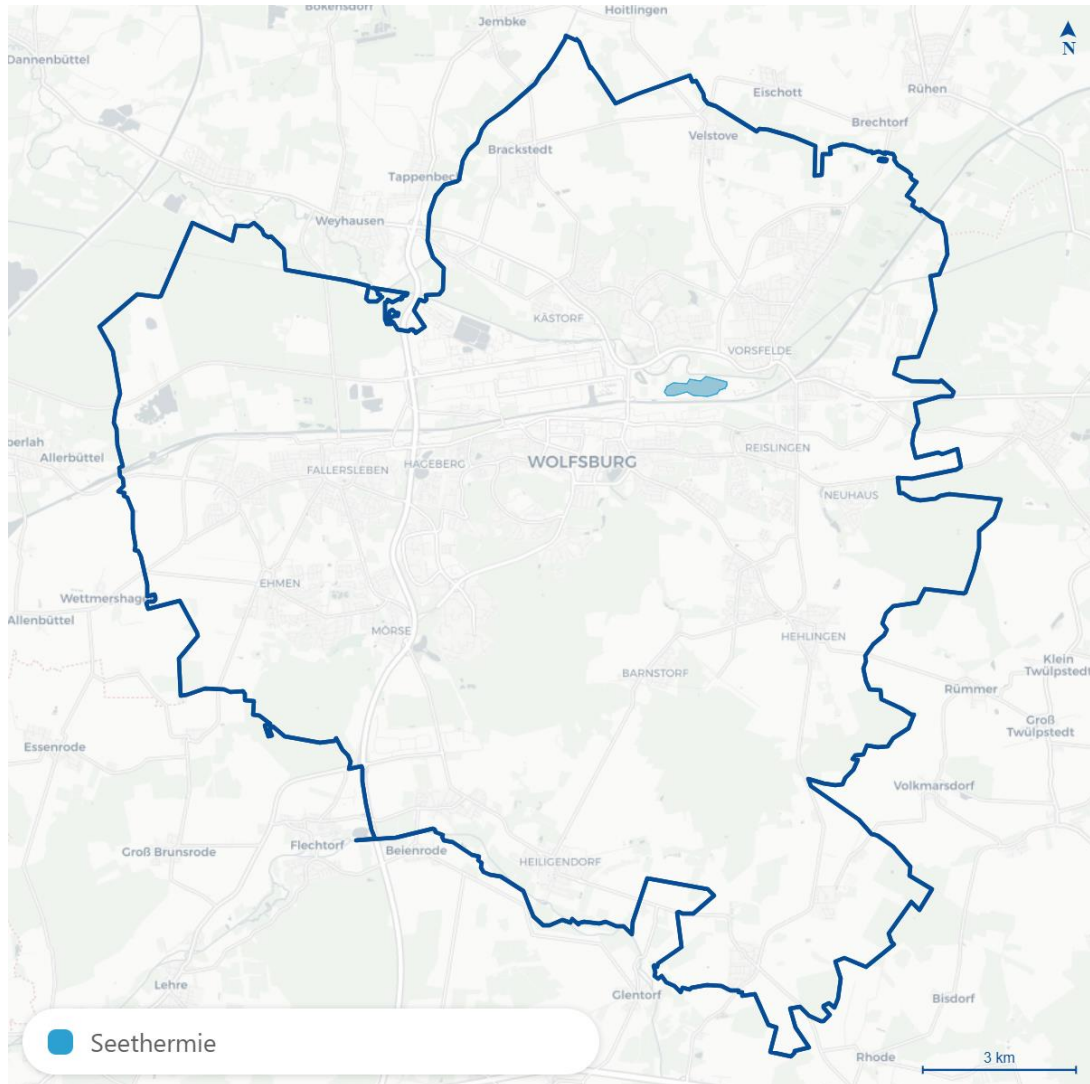 Bokensdorf
Hoitlingen
Jembke
Dannenbüttel
N
Eischott
Rühen
Brechtorf
Velstove
Brackstedt
Tappenbeck
Weyhausen
KÄSTORF
VORSFELDE
REISLINGEN
Allerbüttel
HAGEBERG
WOLFSBURG
FALLERSLEBEN
NEUHAUS
EHMEN
Allenbüttel
MÖRSE
HEHLINGEN
BARNSTORF
Klein
Twülpstedt
Rümmer
Groß
Twülpstedt
Essenrode
Volkmarsdorf
Flechtorf
Groß Brunsrode
Beienrode
HEILIGENDORF
Lehre
Glentorf
Bisdorf
Seethermie
Rhode
3 km